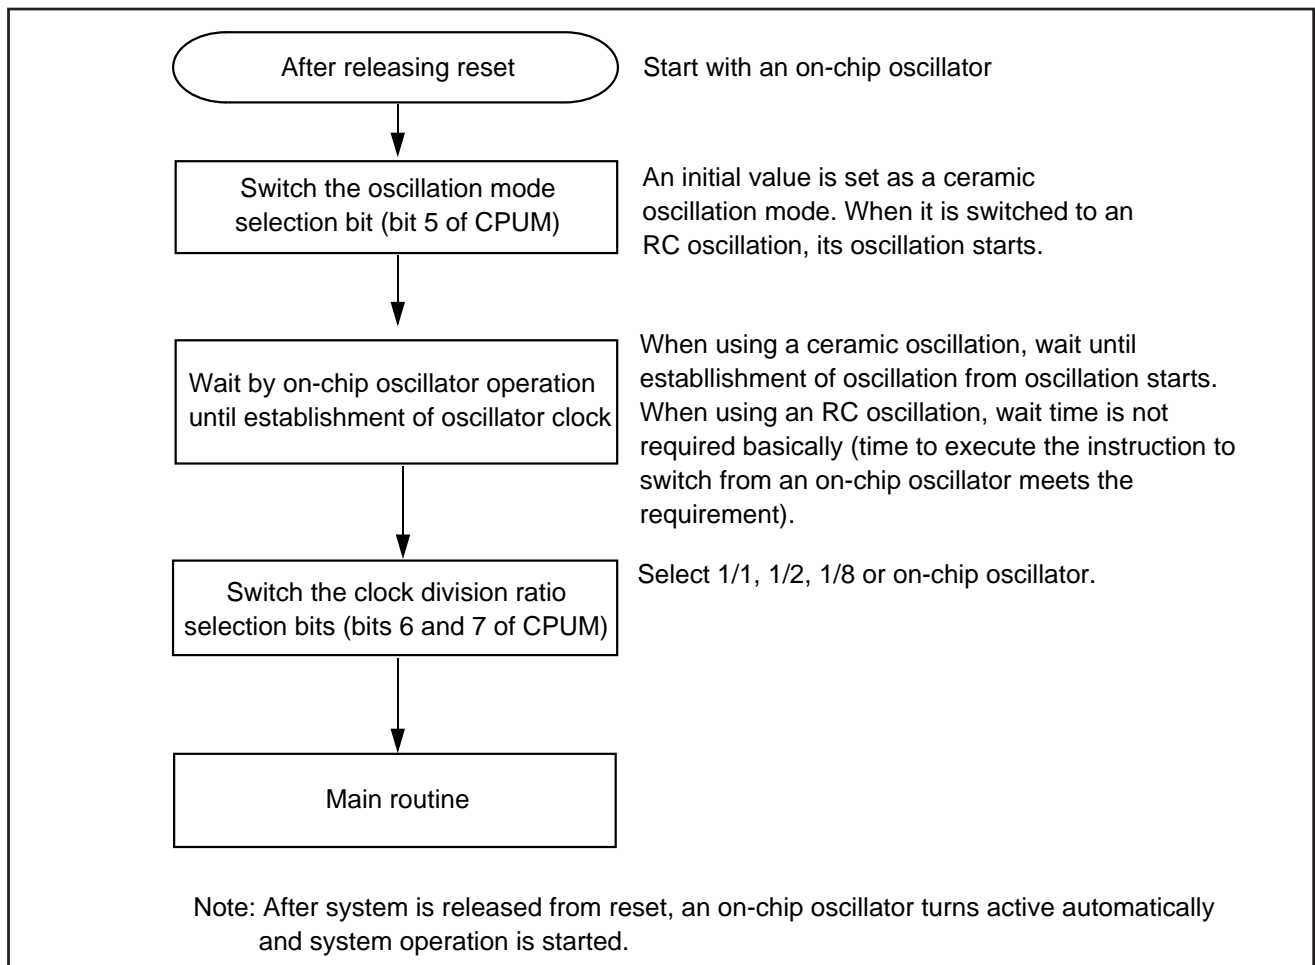 After releasing reset
Start with an on-chip oscillator
Switch the oscillation mode
selection bit (bit 5 of CPUM)
An initial value is set as a ceramic
oscillation mode. When it is switched to an
RC oscillation, its oscillation starts.
Wait by on-chip oscillator operation
until establishment of oscillator clock
When using a ceramic oscillation, wait until
establlishment of oscillation from oscillation starts.
When using an RC oscillation, wait time is not
required basically (time to execute the instruction to
switch from an on-chip oscillator meets the
requirement).
Switch the clock division ratio
selection bits (bits 6 and 7 of CPUM)
Select 1/1, 1/2, 1/8 or on-chip oscillator.
Main routine
Note: After system is released from reset, an on-chip oscillator turns active automatically
and system operation is started.